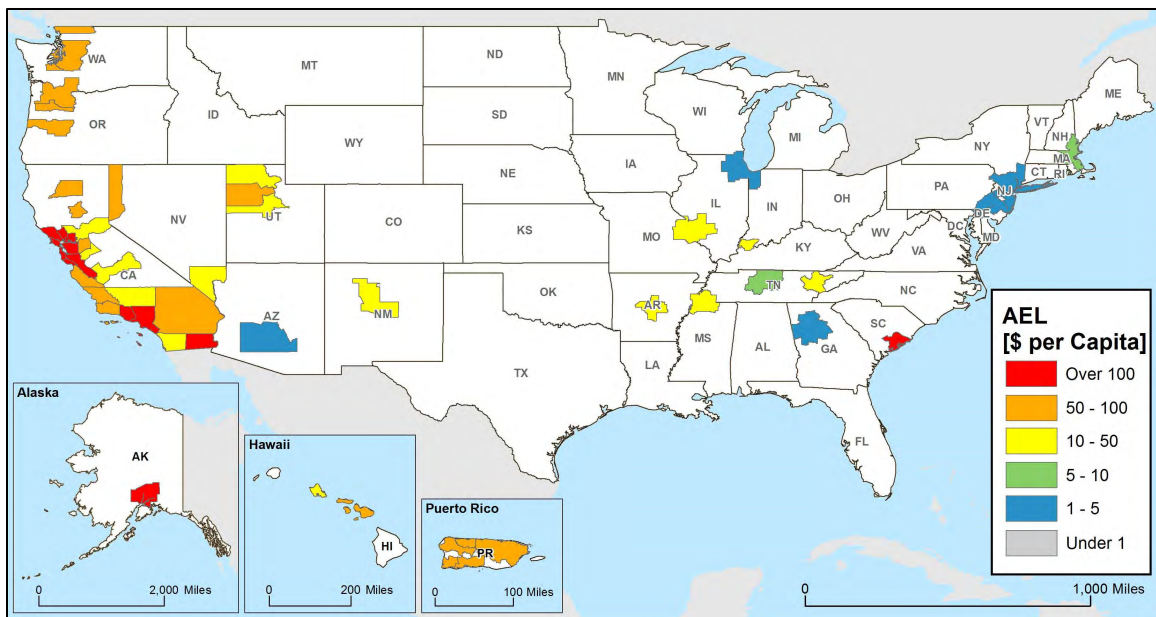 WA
MT
ND
MN
ME
VT
NH
OR
ID
SD
WI
MI
NY
MA
CT
RI
WY
IA
PA
NJ
NE
NV
UT
IL
IN
OH
DE
DC
MD
CO
KS
MO
KY
WV
VA
CA
OK
AR
TN
NC
AZ
NM
MS
AL
GA
SC
TX
LA
FL
AEL
[$ per Capita]
Over 100
50 - 100
10 - 50
5 - 10
1 - 5
Under 1
Alaska
AK
0
2,000 Miles
Hawaii
HI
0
200 Miles
Puerto Rico
PR
0
100 Miles
0
1,000 Miles